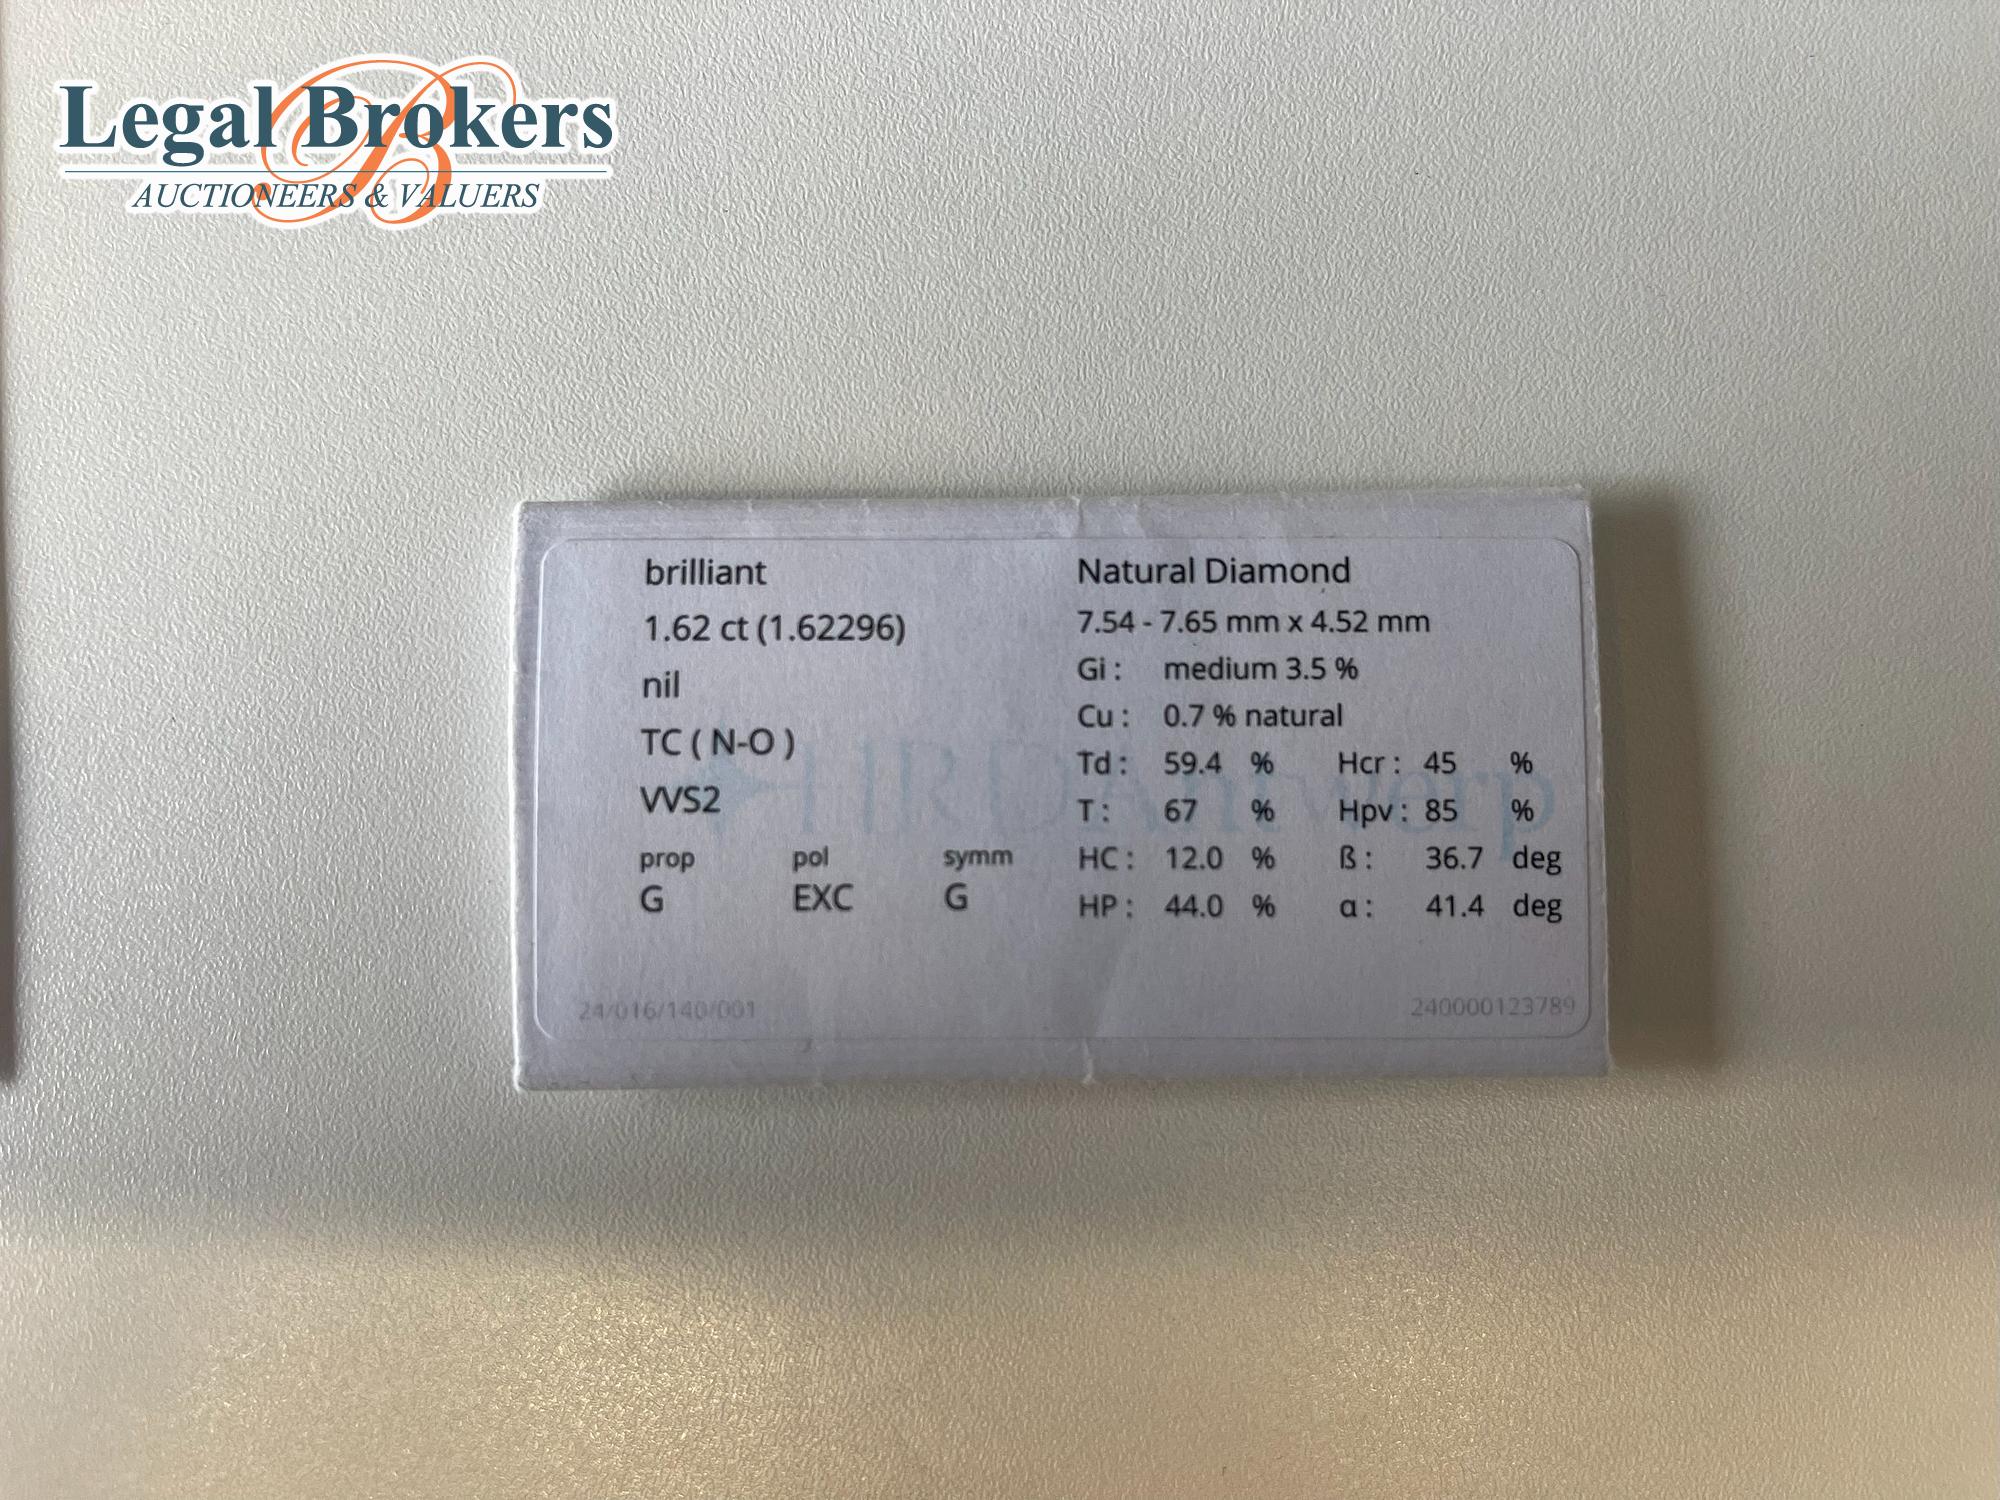 Legal Brokers
AUCTIONEERS & VALUERS
brilliant
1.62 ct (1.62296)
nil
TC ( N-O )
VVS2
prop pol symm
G EXC G
24/016/140/001
Natural Diamond
7.54 - 7.65 mm x 4.52 mm
Gi : medium 3.5 %
Cu : 0.7 % natural
Td : 59.4 % Hcr : 45 %
T : 67 % Hpv : 85 %
HC : 12.0 % ß : 36.7 deg
HP : 44.0 % α : 41.4 deg
240000123789
HRD Antwerp